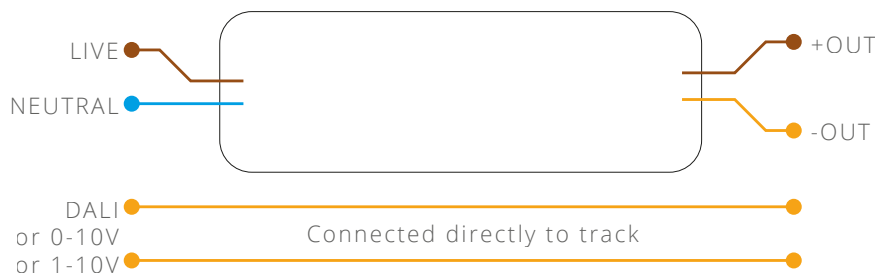 LIVE
+OUT
NEUTRAL
-OUT
DALI
or 0-10V
or 1-10V
Connected directly to track